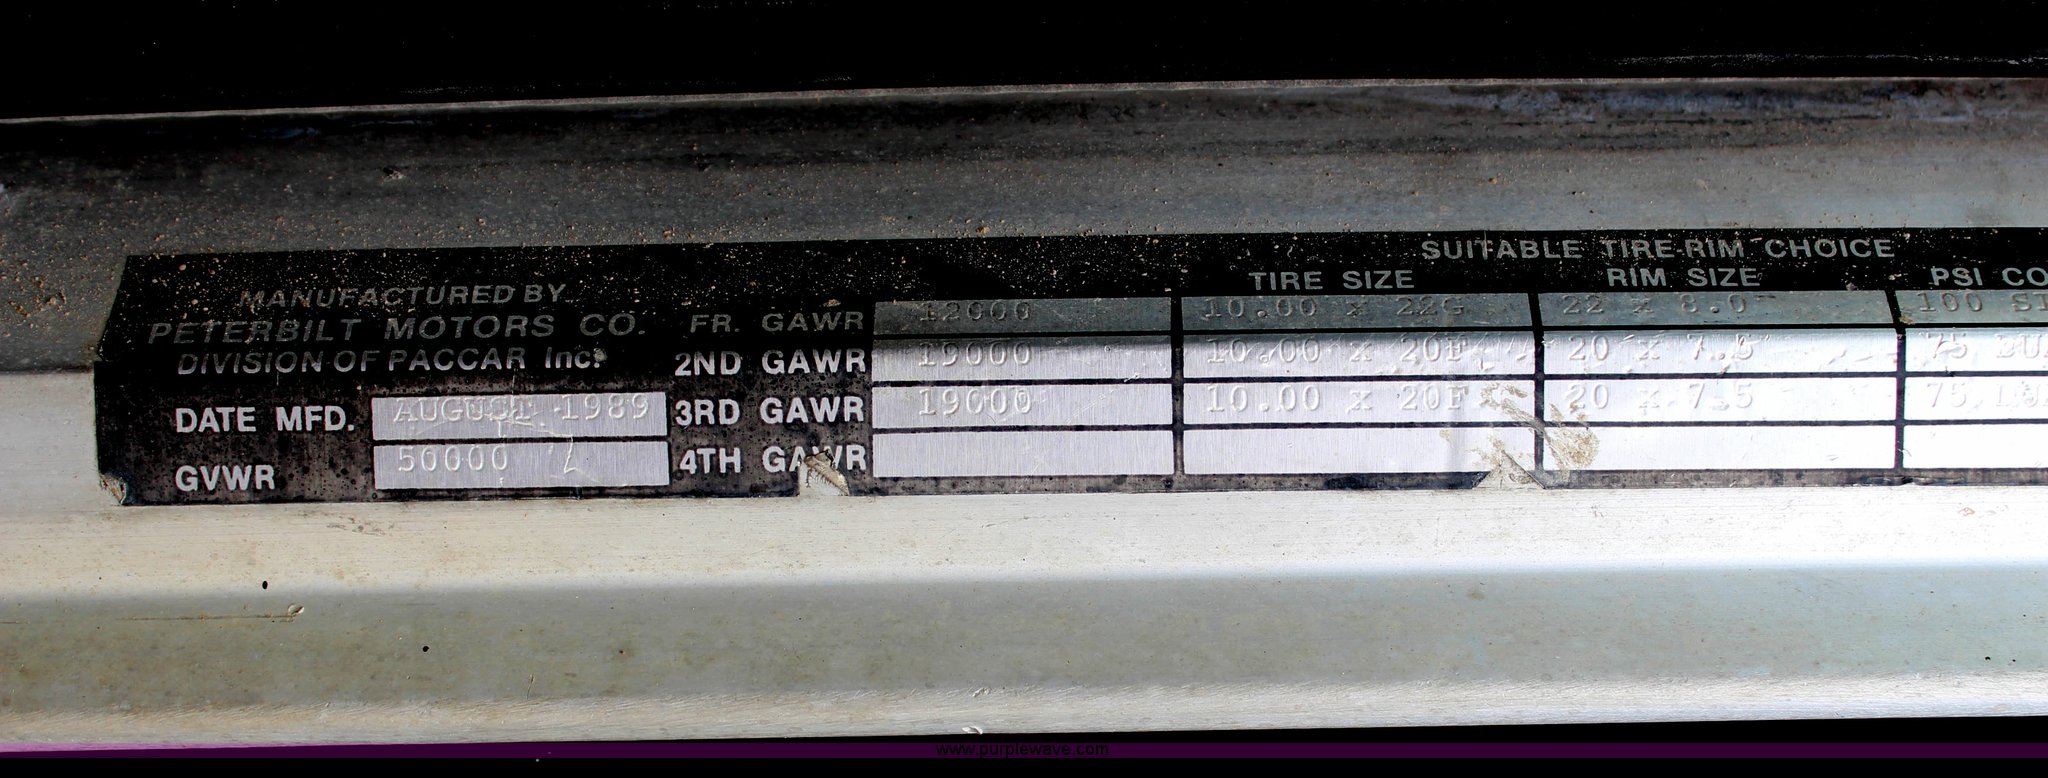 SUITABLE TIRE-RIM CHOICE
TIRE SIZE RIM SIZE PSI CO
MANUFACTURED BY
PETERBILT MOTORS CO.
DIVISION OF PACCAR Inc.
FR. GAWR 12000 10.00 x 22G 22 x 8.0 100
2ND GAWR 19000 10.00 x 20F 20 x 7.5 75
3RD GAWR 19000 10.00 x 20F 20 x 7.5 75
4TH GAWR
DATE MFD. AUGUST 1989
GVWR 50000
www.purplewave.com